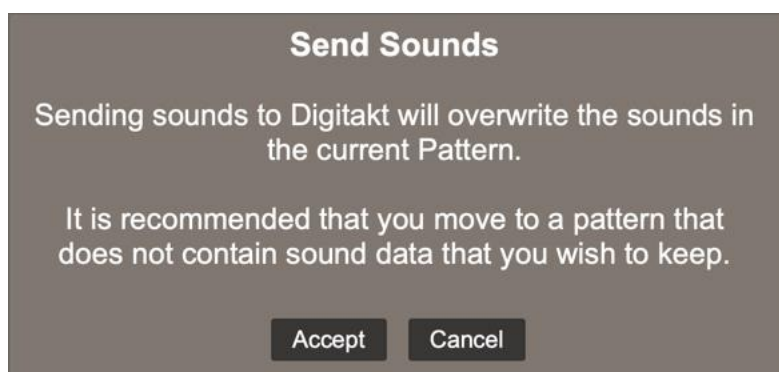 Send Sounds
Sending sounds to Digitakt will overwrite the sounds in
the current Pattern.
It is recommended that you move to a pattern that
does not contain sound data that you wish to keep.
Accept Cancel